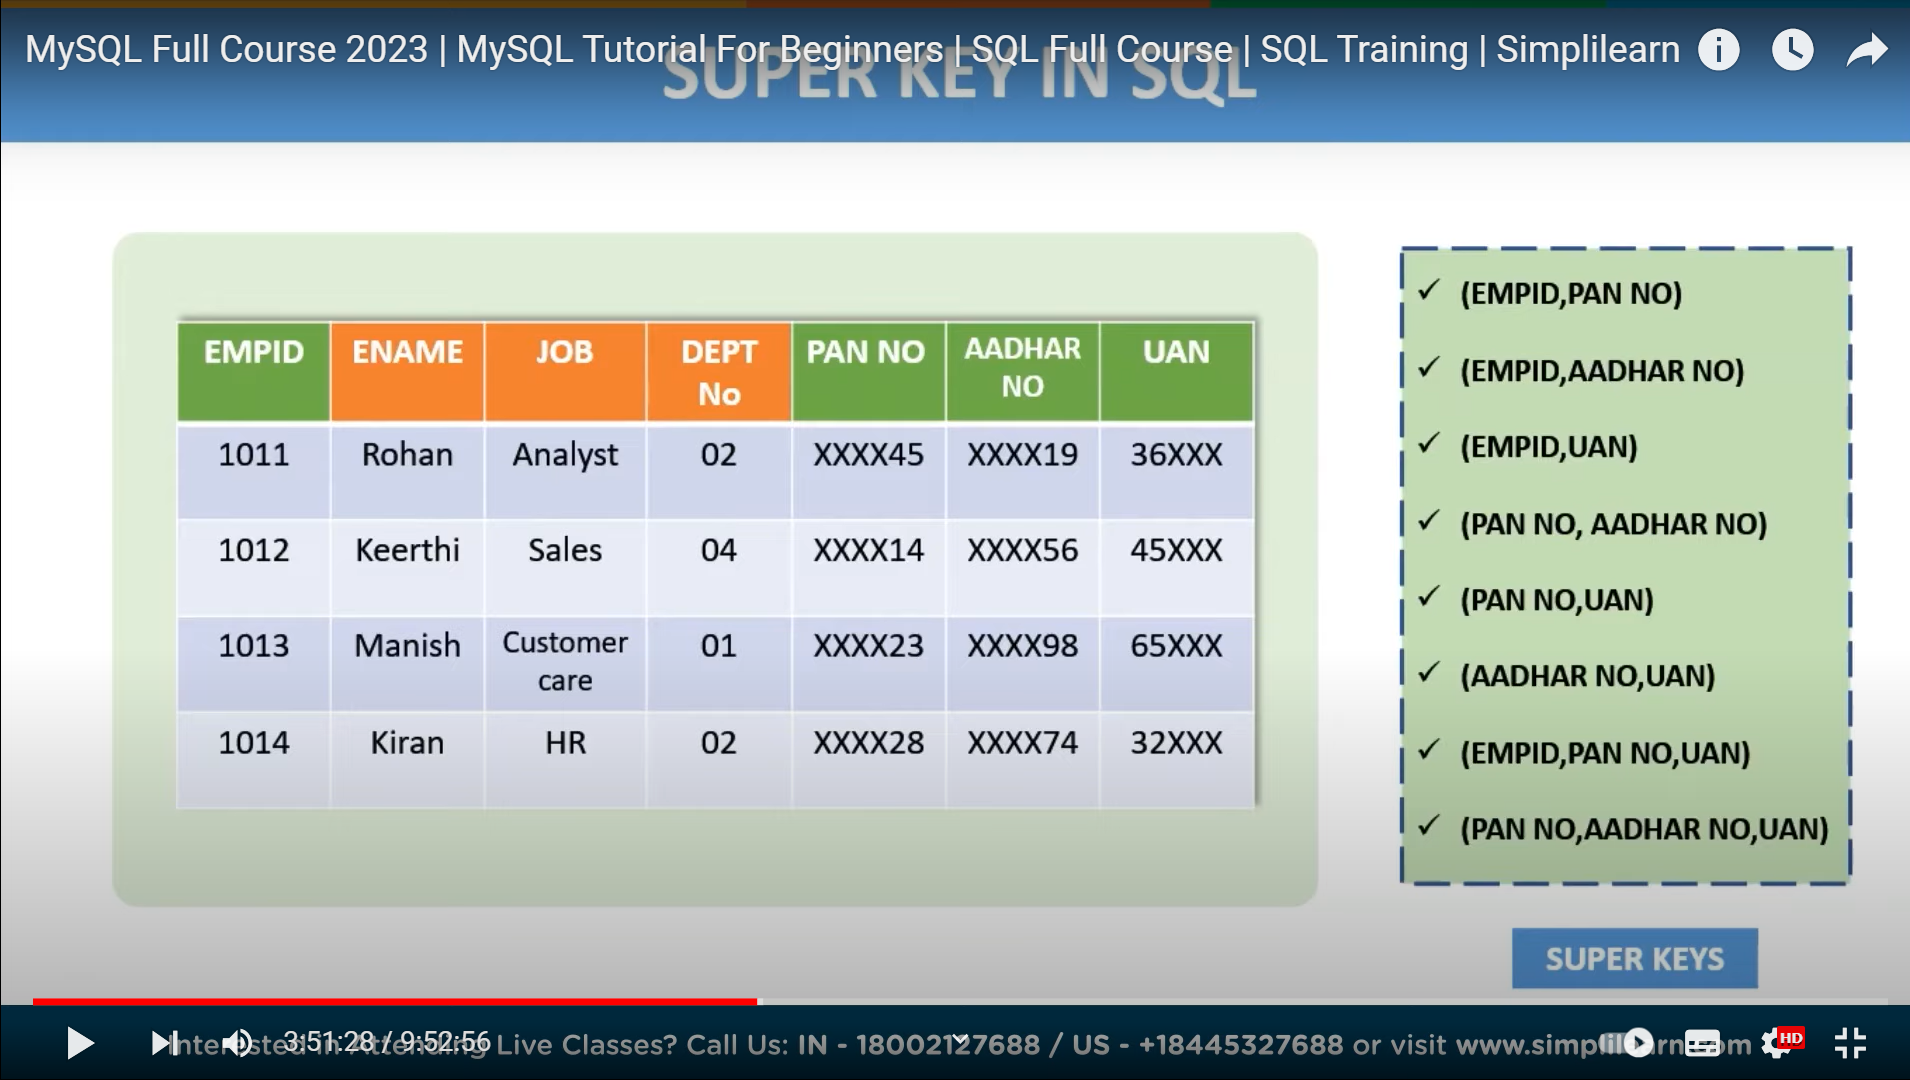 MySQL Full Course 2023 | MySQL Tutorial For Beginners | SQL Full Course | SQL Training | Simplilearn
SUPER KEY IN SQL
EMPID ENAME JOB DEPT No PAN NO AADHAR NO UAN
1011 Rohan Analyst 02 XXXX45 XXXX19 36XXX
1012 Keerthi Sales 04 XXXX14 XXXX56 45XXX
1013 Manish Customer care 01 XXXX23 XXXX98 65XXX
1014 Kiran HR 02 XXXX28 XXXX74 32XXX
✓ (EMPID,PAN NO)
✓ (EMPID,AADHAR NO)
✓ (EMPID,UAN)
✓ (PAN NO, AADHAR NO)
✓ (PAN NO,UAN)
✓ (AADHAR NO,UAN)
✓ (EMPID,PAN NO,UAN)
✓ (PAN NO,AADHAR NO,UAN)
SUPER KEYS
3:51:28 / 9:52:56
Interested in Attending Live Classes? Call Us: IN - 18002127688 / US - +18445327688 or visit www.simplilearn.com
HD